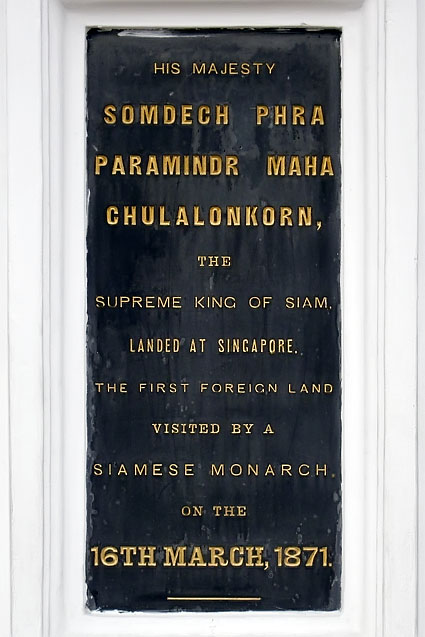 HIS MAJESTY
SOMDECH PHRA
PARAMINDR MAHA
CHULALONKORN,
THE
SUPREME KING OF SIAM,
LANDED AT SINGAPORE,
THE FIRST FOREIGN LAND
VISITED BY A
SIAMESE MONARCH,
ON THE
16TH MARCH, 1871.